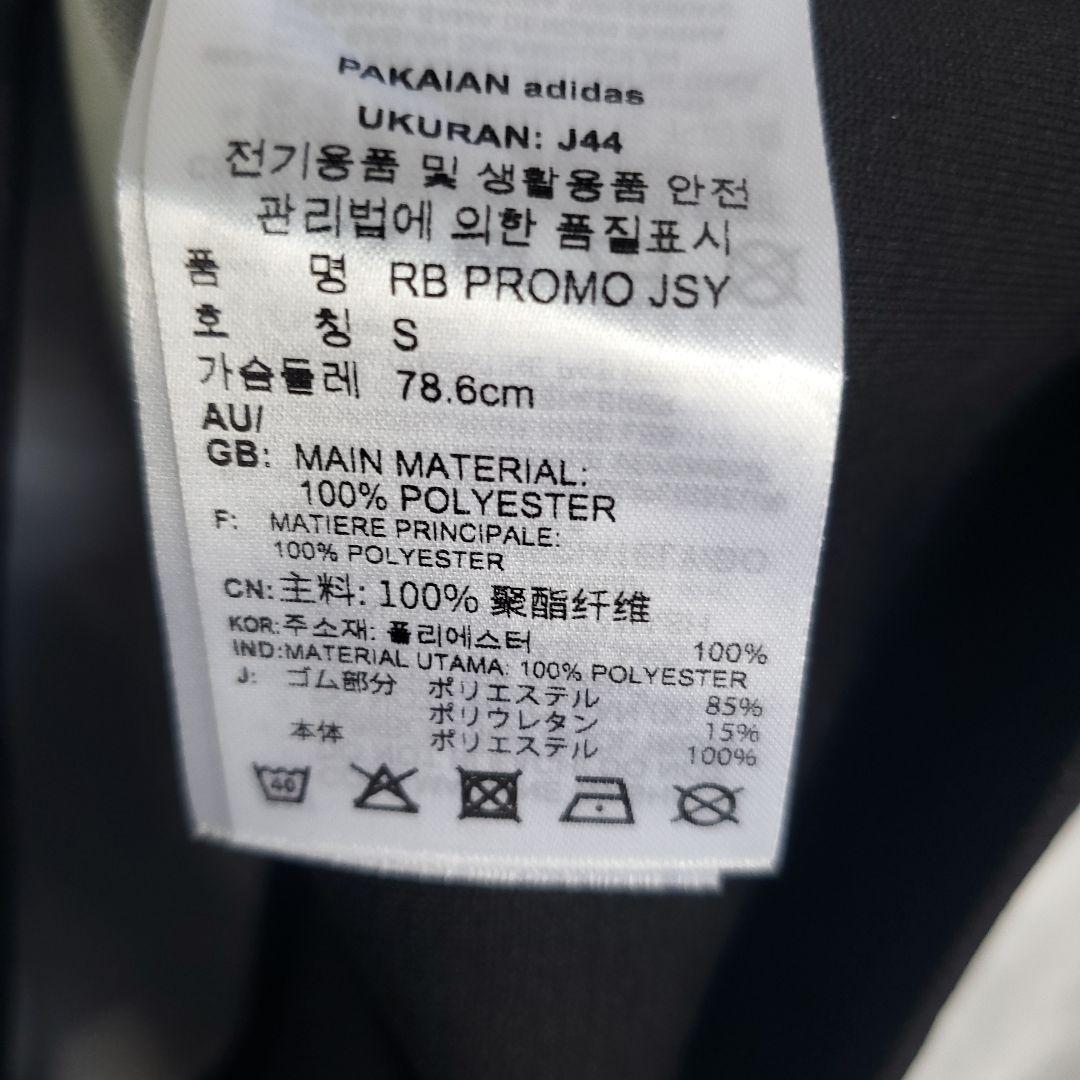 PAKAIAN adidas
UKURAN: J44
전기용품 및 생활용품 안전
관리법에 의한 품질표시
품 명 RB PROMO JSY
호 칭 S
가슴둘레 78.6cm
AU/
GB: MAIN MATERIAL:
100% POLYESTER
F: MATIERE PRINCIPALE:
100% POLYESTER
CN: 主料: 100% 聚酯纤维
KOR: 주소재: 폴리에스터 100%
IND: MATERIAL UTAMA: 100% POLYESTER
J: ゴム部分 ポリエステル 85%
ポリウレタン 15%
本体 ポリエステル 100%
40